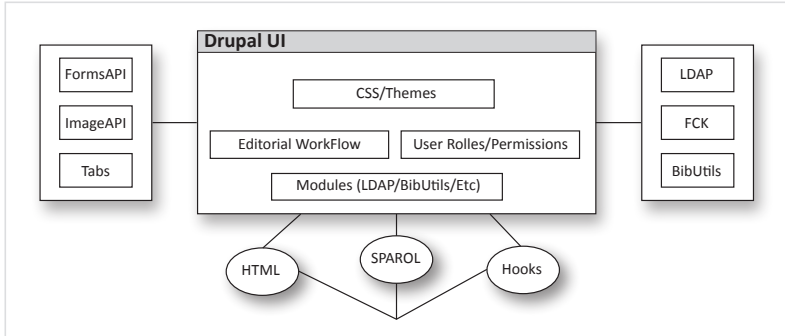 Drupal UI
FormsAPI
ImageAPI
Tabs
CSS/Themes
Editorial WorkFlow
User Rolles/Permissions
Modules (LDAP/BibUtils/Etc)
LDAP
FCK
BibUtils
HTML
SPAROL
Hooks